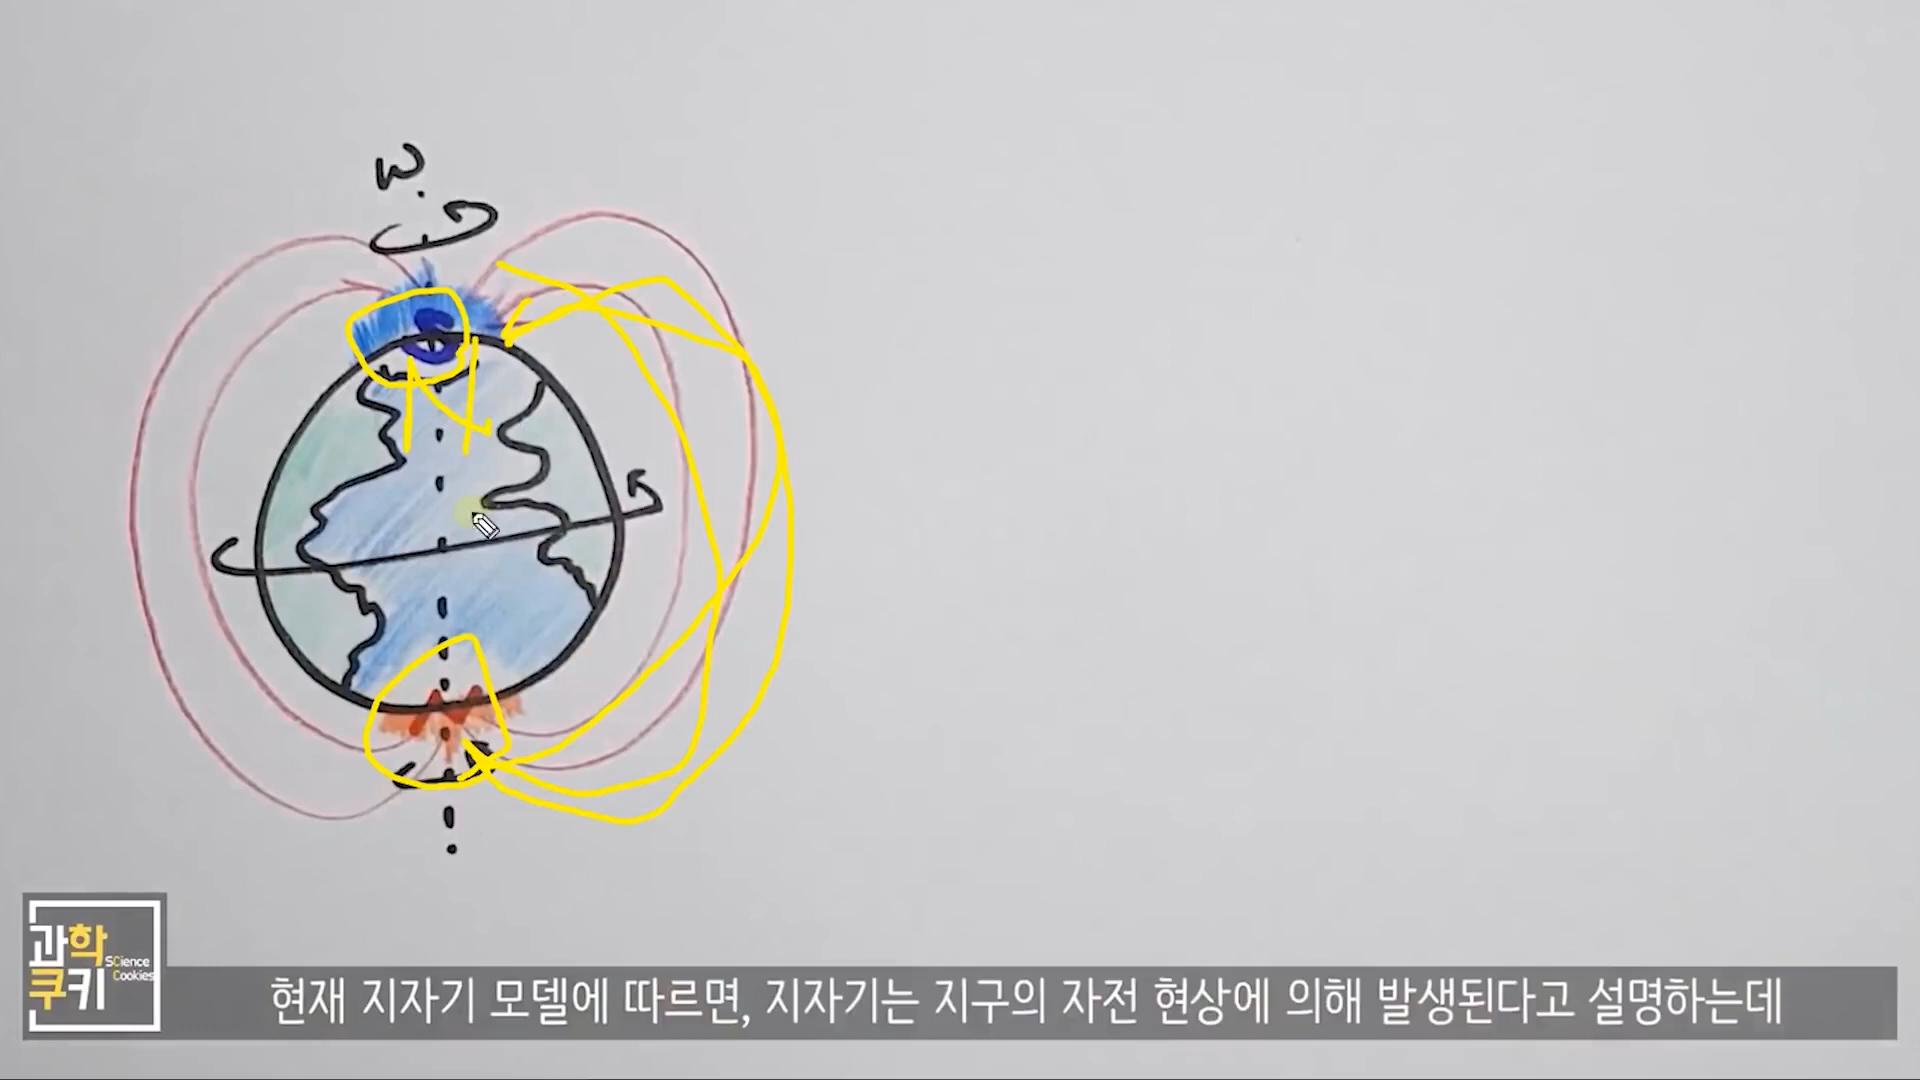 ω
N
과학
쿠키
SCience
Cookies
현재 지자기 모델에 따르면, 지자기는 지구의 자전 현상에 의해 발생된다고 설명하는데